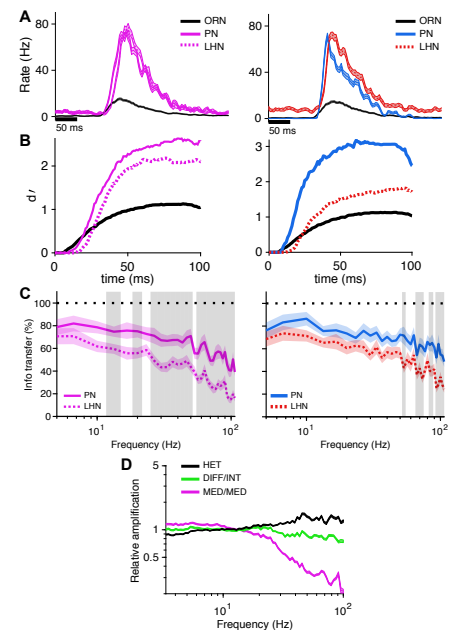 A
Rate (Hz)
80
40
0
ORN
PN
LHN
50 ms
80
40
0
ORN
PN
LHN
50 ms
B
d′
2
1
0
0
50
100
time (ms)
3
2
1
0
0
50
100
time (ms)
C
Info transfer (%)
100
80
60
40
20
0
PN
LHN
10¹
10²
Frequency (Hz)
PN
LHN
10¹
10²
Frequency (Hz)
D
Relative amplification
5
1
0.5
HET
DIFF/INT
MED/MED
10¹
10²
Frequency (Hz)